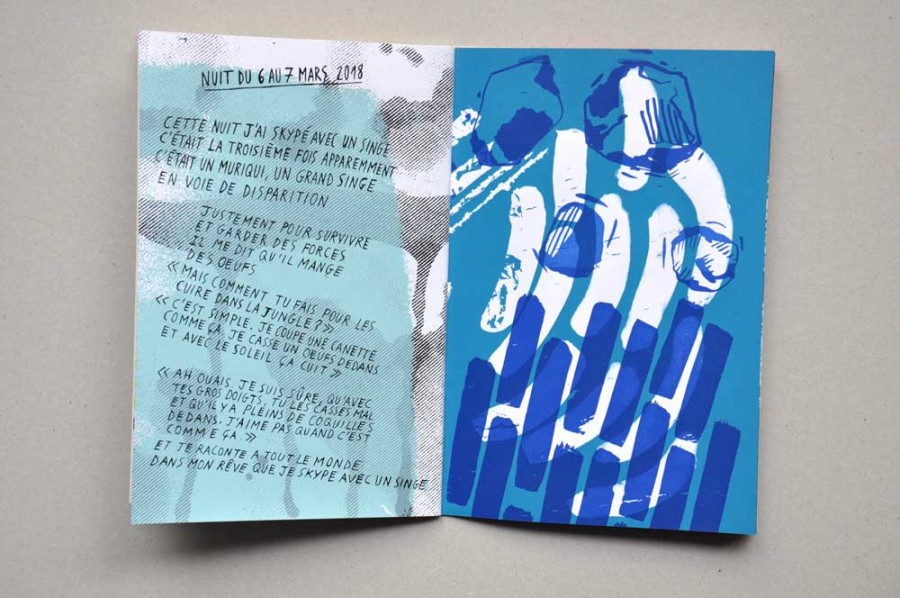 NUIT DU 6 AU 7 MARS 2018
CETTE NUIT J'AI SKYPÉ AVEC UN SINGE
C'ÉTAIT LA TROISIÈME FOIS APPAREMMENT
C'ÉTAIT UN MURIQUI, UN GRAND SINGE
EN VOIE DE DISPARITION
JUSTEMENT POUR SURVIVRE
ET GARDER DES FORCES
IL ME DIT QU'IL MANGE
DES OEUFS
« MAIS COMMENT TU FAIS POUR LES
CUIRE DANS LA JUNGLE ? »
« C'EST SIMPLE. JE COUPE UNE CANETTE
COMME ÇA. JE CASSE UN OEUFS DEDANS
ET AVEC LE SOLEIL ÇA CUIT »
« AH OUAIS, JE SUIS SÛRE, QU'AVEC
TES GROS DOIGTS, TU LES CASSES MAL
ET QU'IL Y A PLEINS DE COQUILLES
DEDANS. J'AIME PAS QUAND C'EST
COMME ÇA. »
ET JE RACONTE A TOUT LE MONDE
DANS MON RÊVE QUE JE SKYPE AVEC UN SINGE